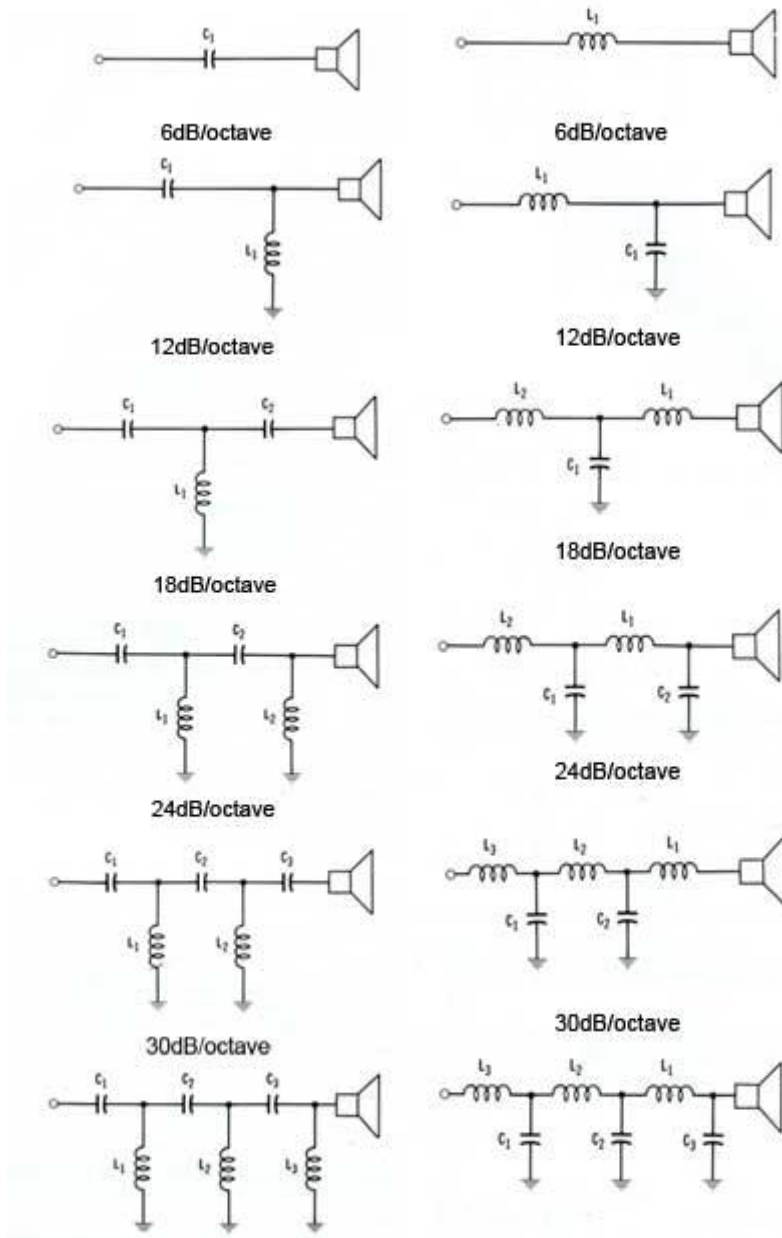 C₁
6dB/octave
C₁
L₁
12dB/octave
C₁ C₂
L₁
18dB/octave
C₁ C₂
L₁ L₂
24dB/octave
C₁ C₂ C₃
L₁ L₂
30dB/octave
C₁ C₂ C₃
L₁ L₂ L₃
L₁
6dB/octave
L₁
C₁
12dB/octave
L₂ L₁
C₁
18dB/octave
L₂ L₁
C₁ C₂
24dB/octave
L₃ L₂ L₁
C₁ C₂
30dB/octave
L₃ L₂ L₁
C₁ C₂ C₃